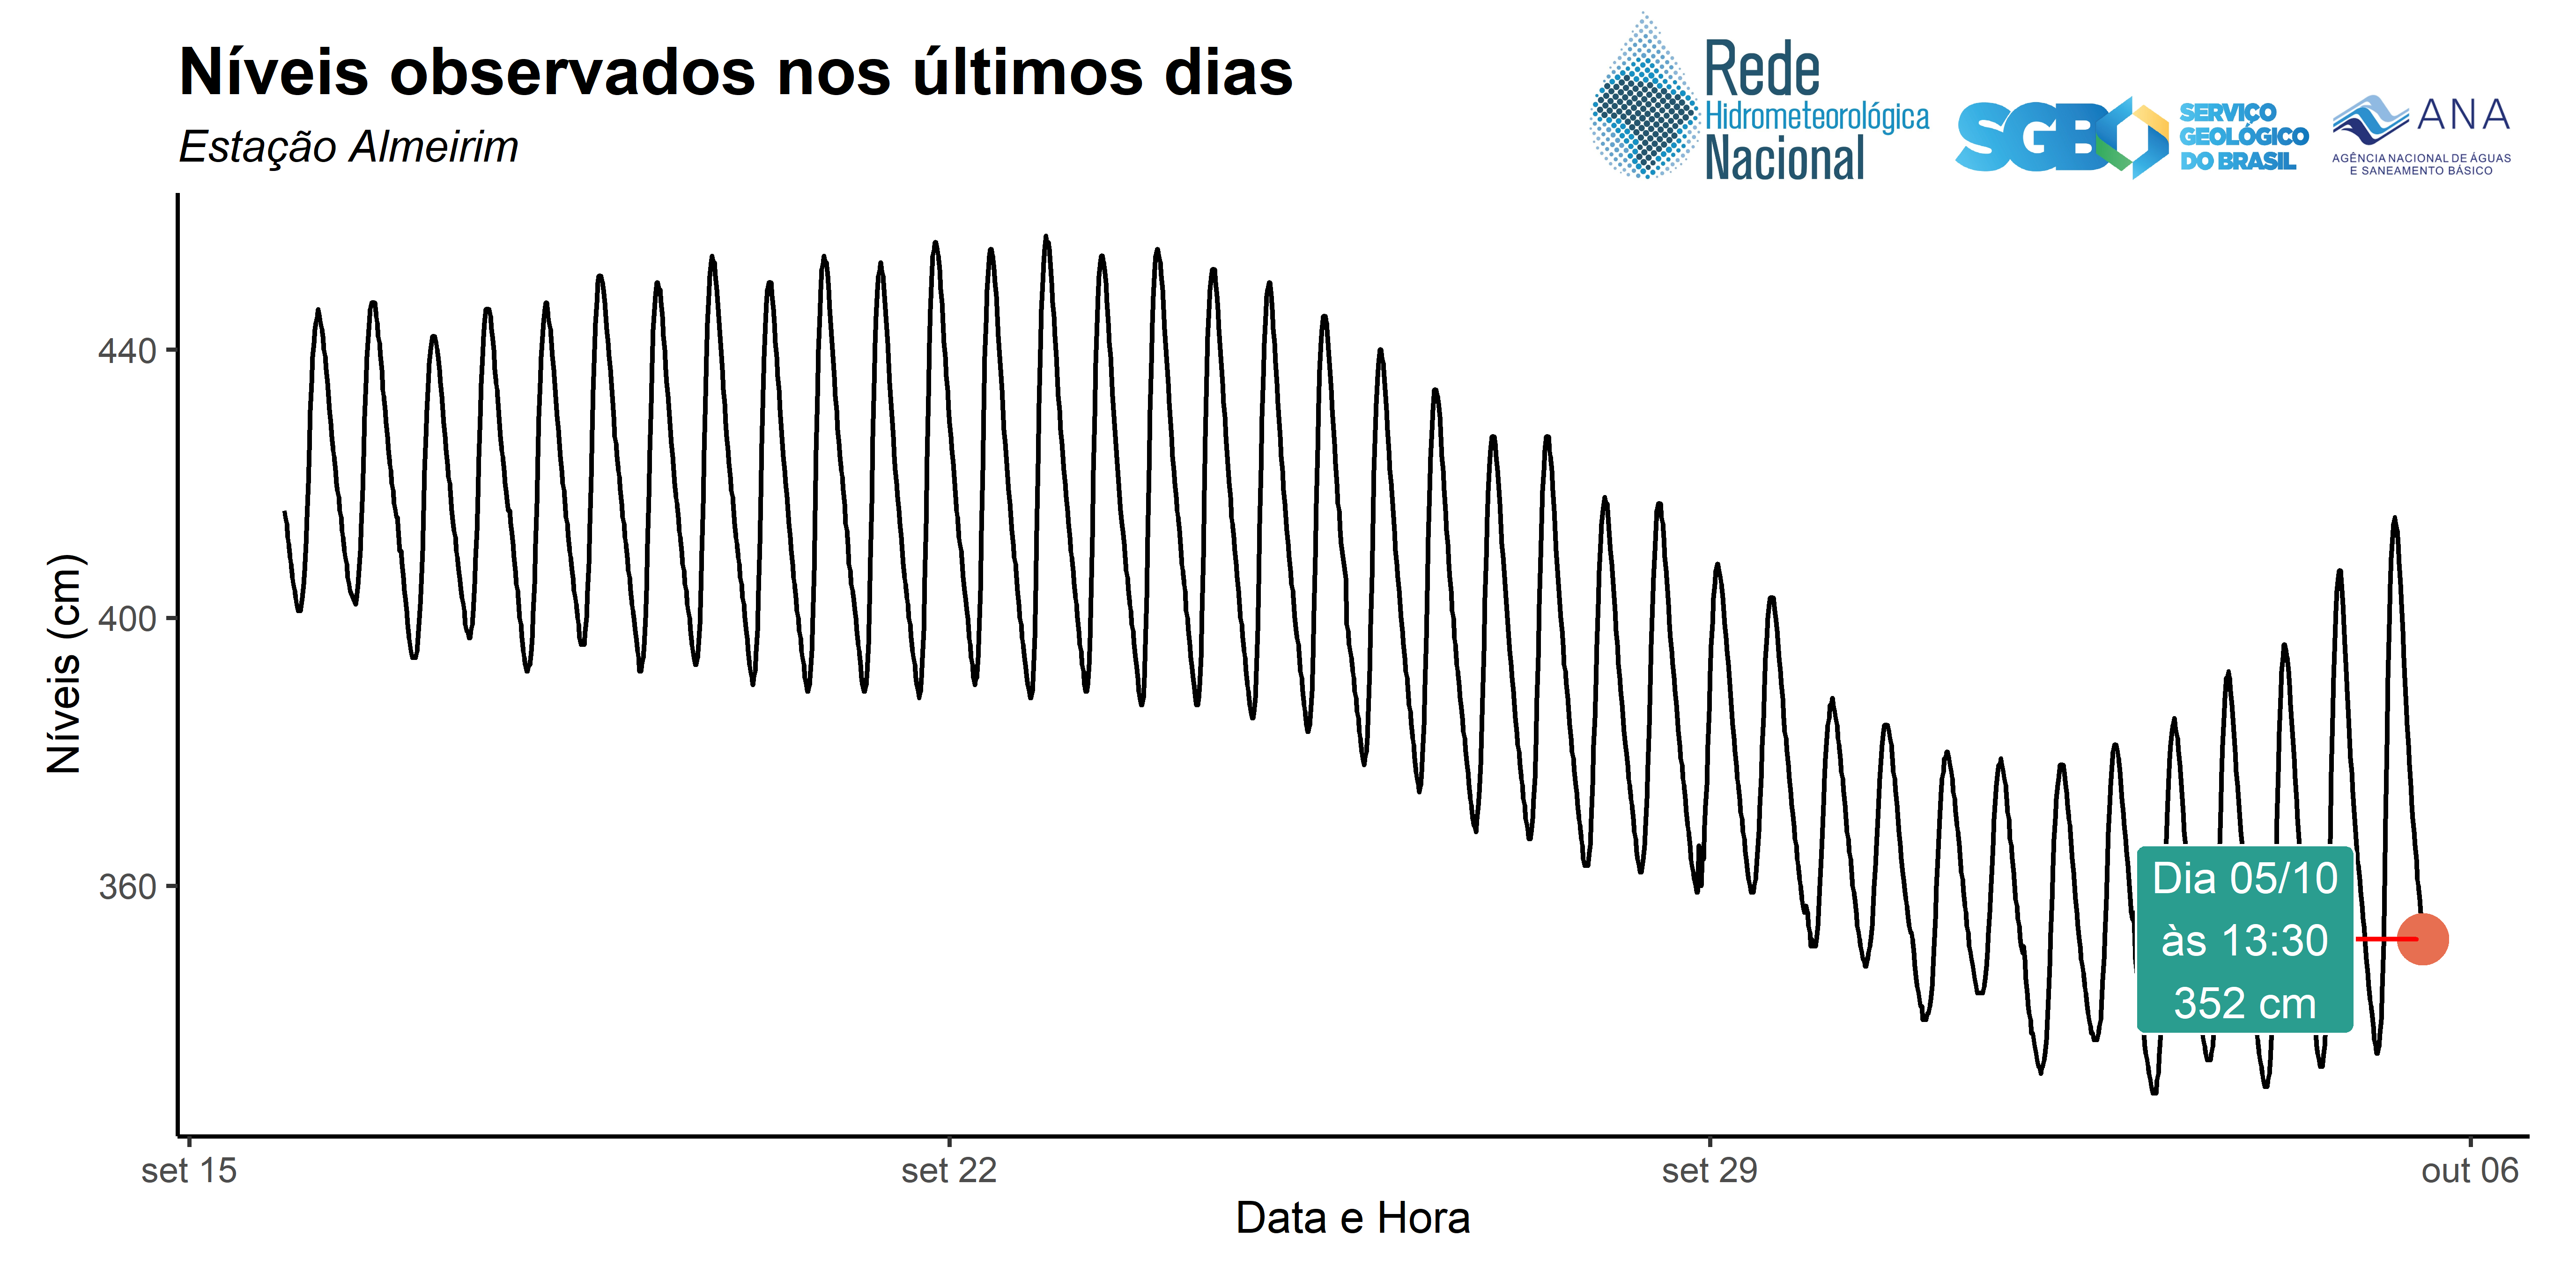 Níveis observados nos últimos dias
Estação Almeirim
Rede
Hidrometeorológica
Nacional
SGB
SERVIÇO
GEOLÓGICO
DO BRASIL
ANA
AGÊNCIA NACIONAL DE ÁGUAS
E SANEAMENTO BÁSICO
Níveis (cm)
440
400
360
Dia 05/10
às 13:30
352 cm
set 15
set 22
set 29
out 06
Data e Hora